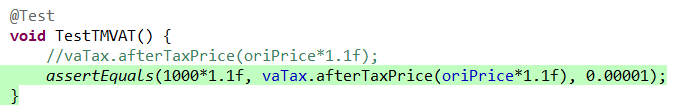 @Test
void TestTMVAT() {
//vaTax.afterTaxPrice(oriPrice*1.1f);
assertEquals(1000*1.1f, vaTax.afterTaxPrice(oriPrice*1.1f), 0.00001);
}